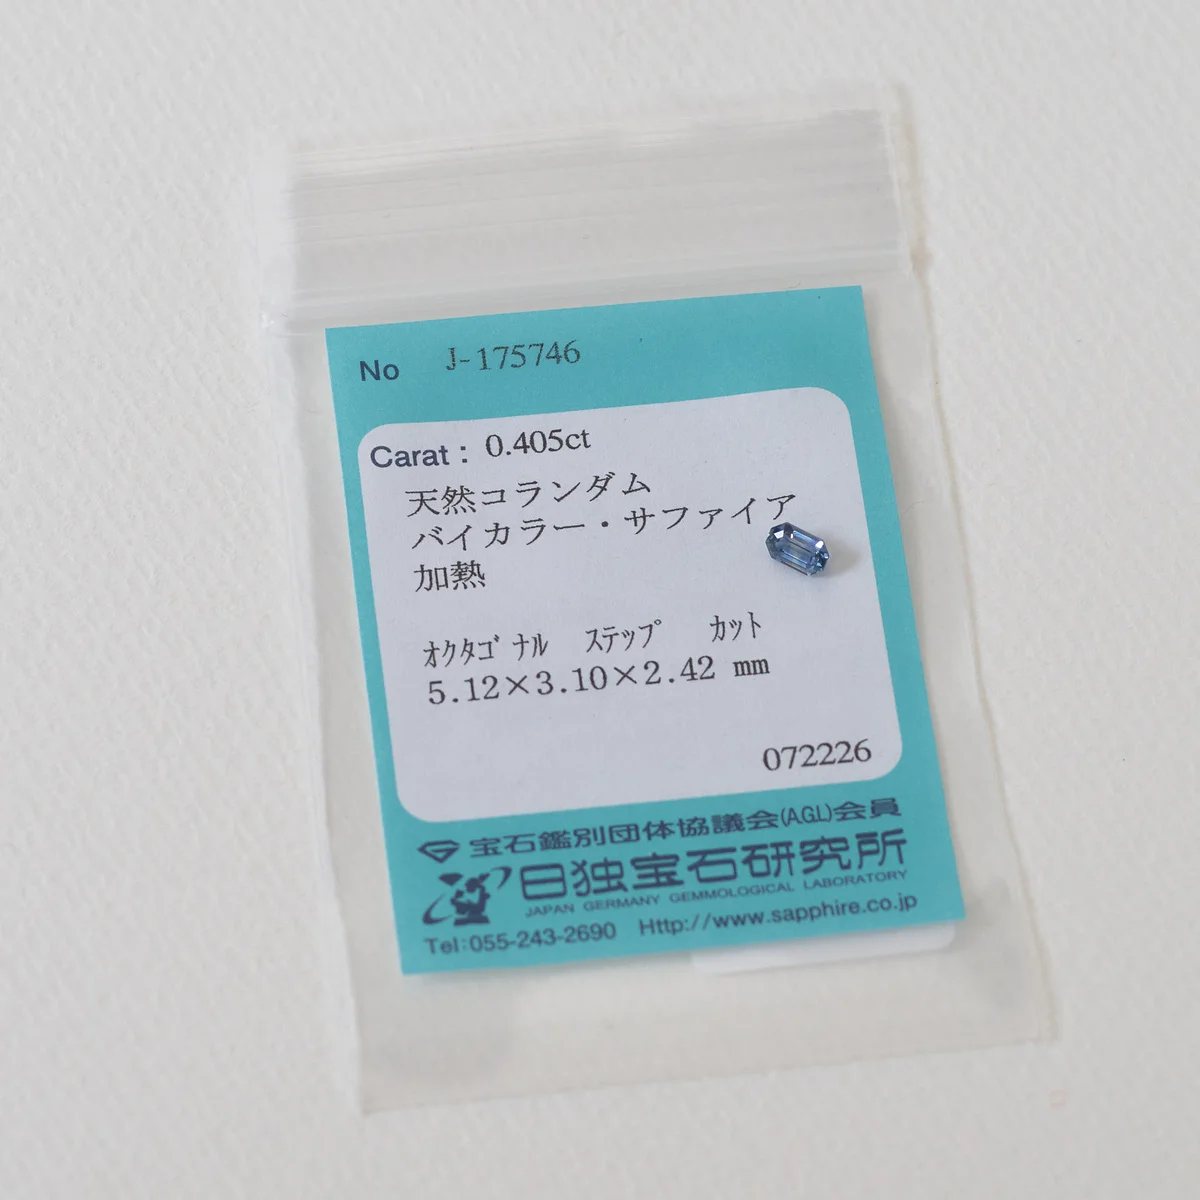 No J-175746
Carat : 0.405ct
天然コランダム
バイカラー・サファイア
加熱
ｵｸﾀｺﾞﾅﾙ ｽﾃｯﾌﾟ ｶｯﾄ
5.12×3.10×2.42 mm
072226
宝石鑑別団体協議会(AGL)会員
日独宝石研究所
JAPAN GERMANY GEMMOLOGICAL LABORATORY
Tel:055-243-2690 Http://www.sapphire.co.jp